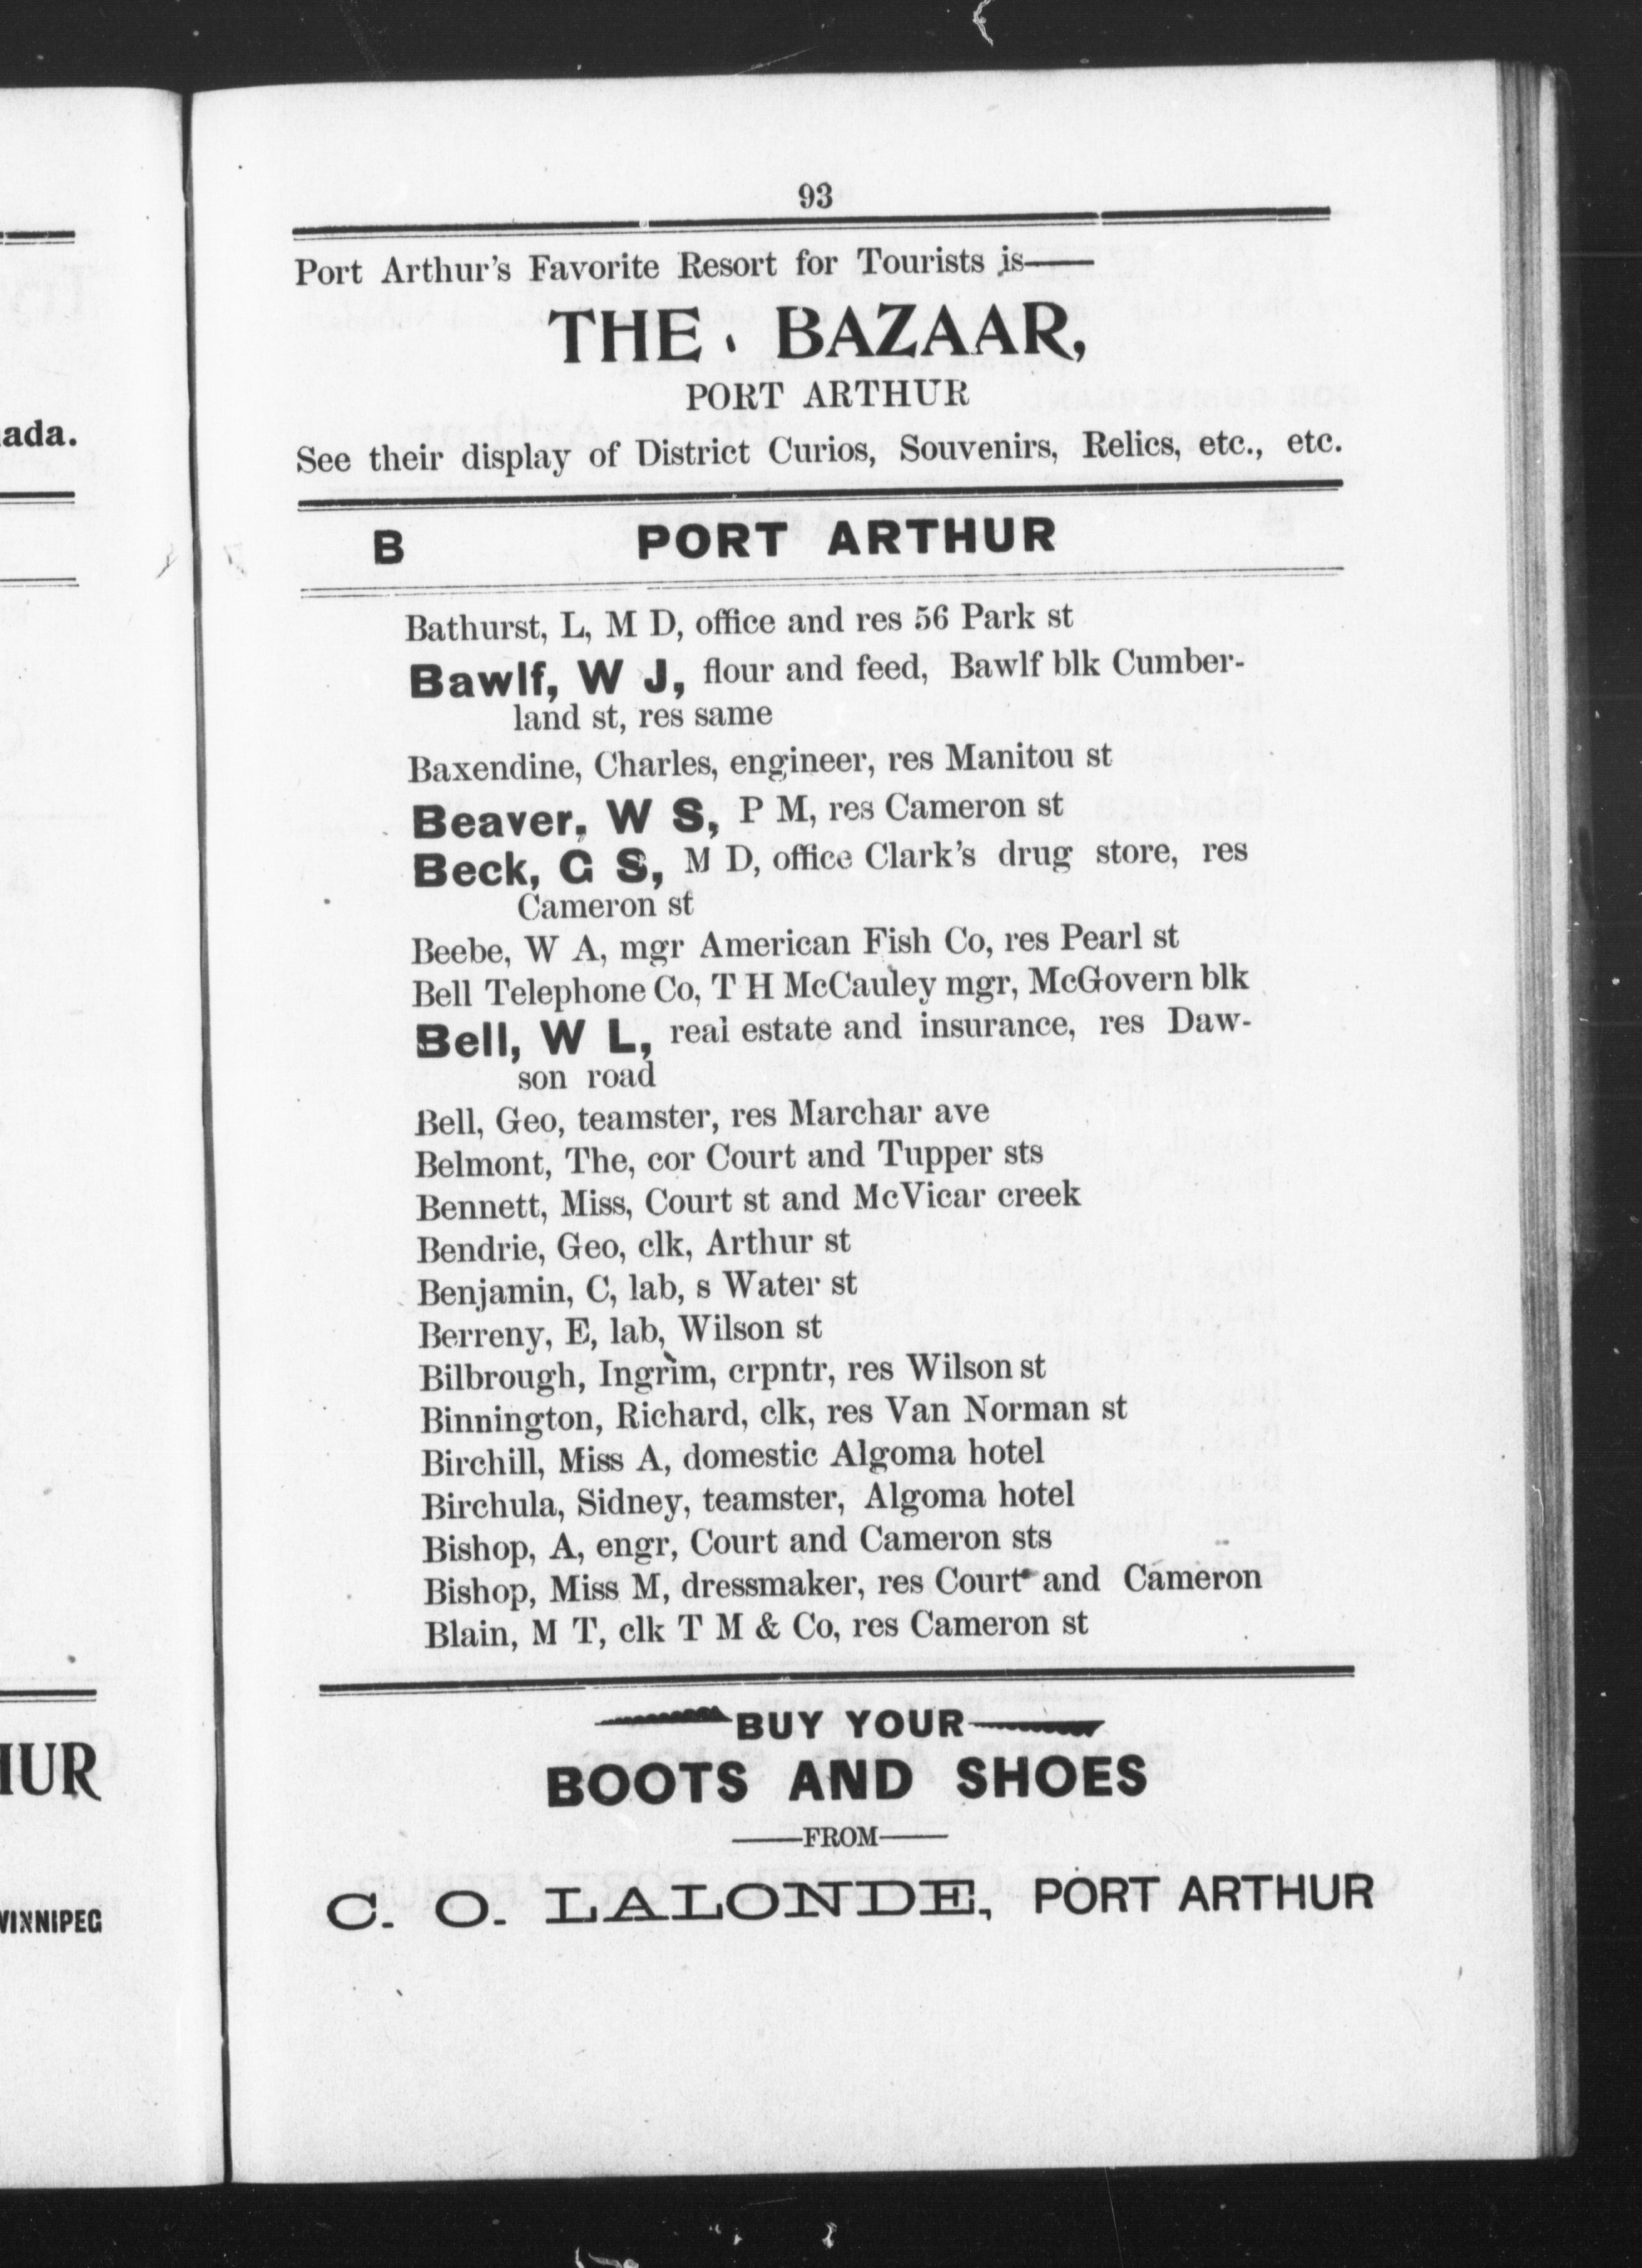 93
Port Arthur's Favorite Resort for Tourists is——
THE · BAZAAR,
PORT ARTHUR
See their display of District Curios, Souvenirs, Relics, etc., etc.
B PORT ARTHUR
Bathurst, L, M D, office and res 56 Park st
Bawlf, W J, flour and feed, Bawlf blk Cumber-
land st, res same
Baxendine, Charles, engineer, res Manitou st
Beaver, W S, P M, res Cameron st
Beck, G S, M D, office Clark's drug store, res
Cameron st
Beebe, W A, mgr American Fish Co, res Pearl st
Bell Telephone Co, T H McCauley mgr, McGovern blk
Bell, W L, real estate and insurance, res Daw-
son road
Bell, Geo, teamster, res Marchar ave
Belmont, The, cor Court and Tupper sts
Bennett, Miss, Court st and McVicar creek
Bendrie, Geo, clk, Arthur st
Benjamin, C, lab, s Water st
Berreny, E, lab, Wilson st
Bilbrough, Ingrim, crpntr, res Wilson st
Binnington, Richard, clk, res Van Norman st
Birchill, Miss A, domestic Algoma hotel
Birchula, Sidney, teamster, Algoma hotel
Bishop, A, engr, Court and Cameron sts
Bishop, Miss M, dressmaker, res Court and Cameron
Blain, M T, clk T M & Co, res Cameron st
BUY YOUR
BOOTS AND SHOES
——FROM——
C. O. LALONDE, PORT ARTHUR
ada.
HUR
WINNIPEG